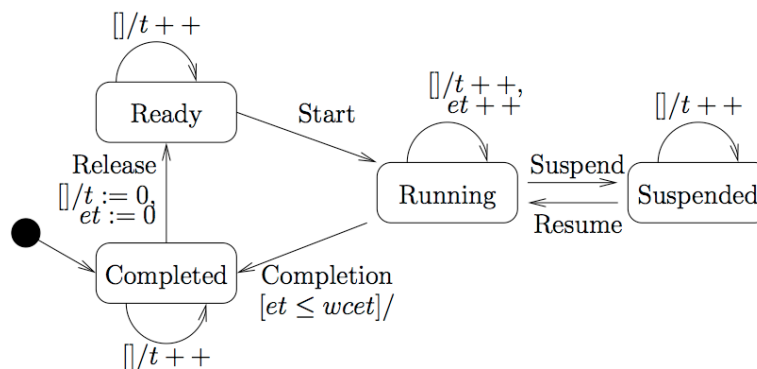 []/t + +
Ready
Start
[]/t + +,
et + +
[]/t + +
Release
[]/t := 0,
et := 0
Running
Suspend
Resume
Suspended
Completed
Completion
[et ≤ wcet]/
[]/t + +